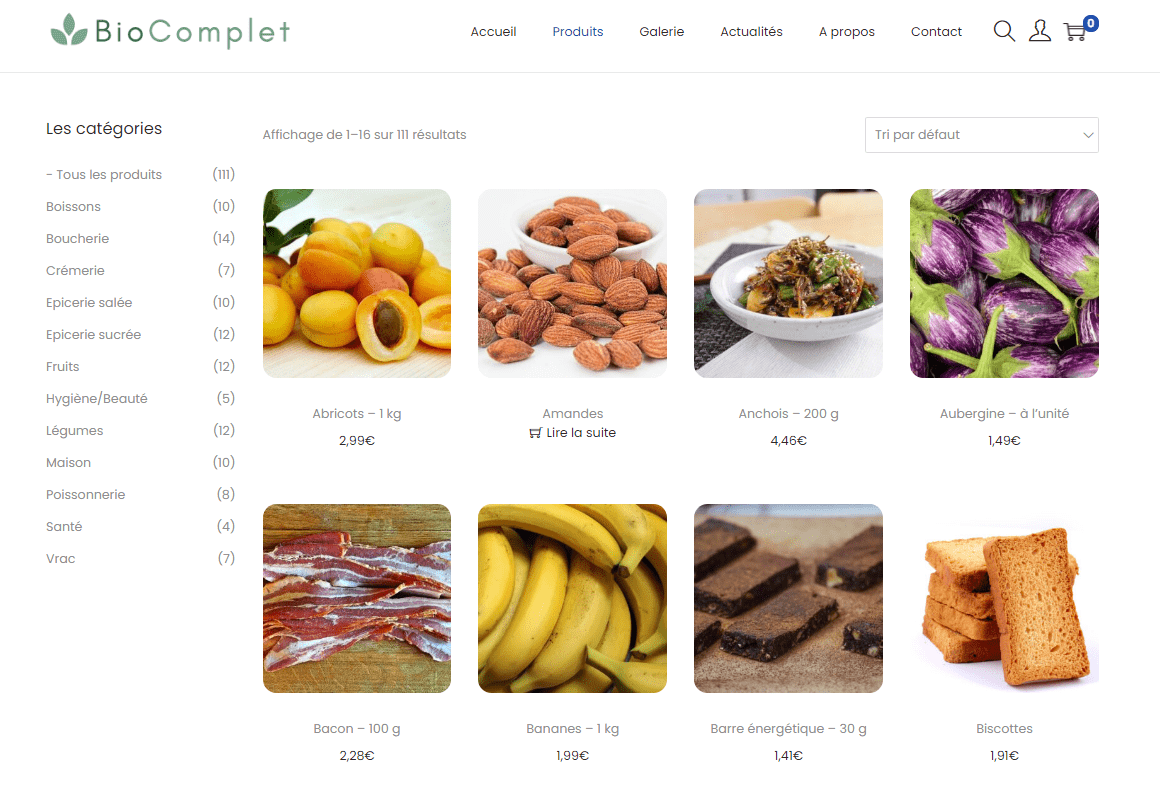 BioComplet
Accueil
Produits
Galerie
Actualités
A propos
Contact
0
Les catégories
- Tous les produits (111)
Boissons (10)
Boucherie (14)
Crémerie (7)
Epicerie salée (10)
Epicerie sucrée (12)
Fruits (12)
Hygiène/Beauté (5)
Légumes (12)
Maison (10)
Poissonnerie (8)
Santé (4)
Vrac (7)
Affichage de 1–16 sur 111 résultats
Tri par défaut
Abricots – 1 kg
2,99€
Amandes
Lire la suite
Anchois – 200 g
4,46€
Aubergine – à l’unité
1,49€
Bacon – 100 g
2,28€
Bananes – 1 kg
1,99€
Barre énergétique – 30 g
1,41€
Biscottes
1,91€